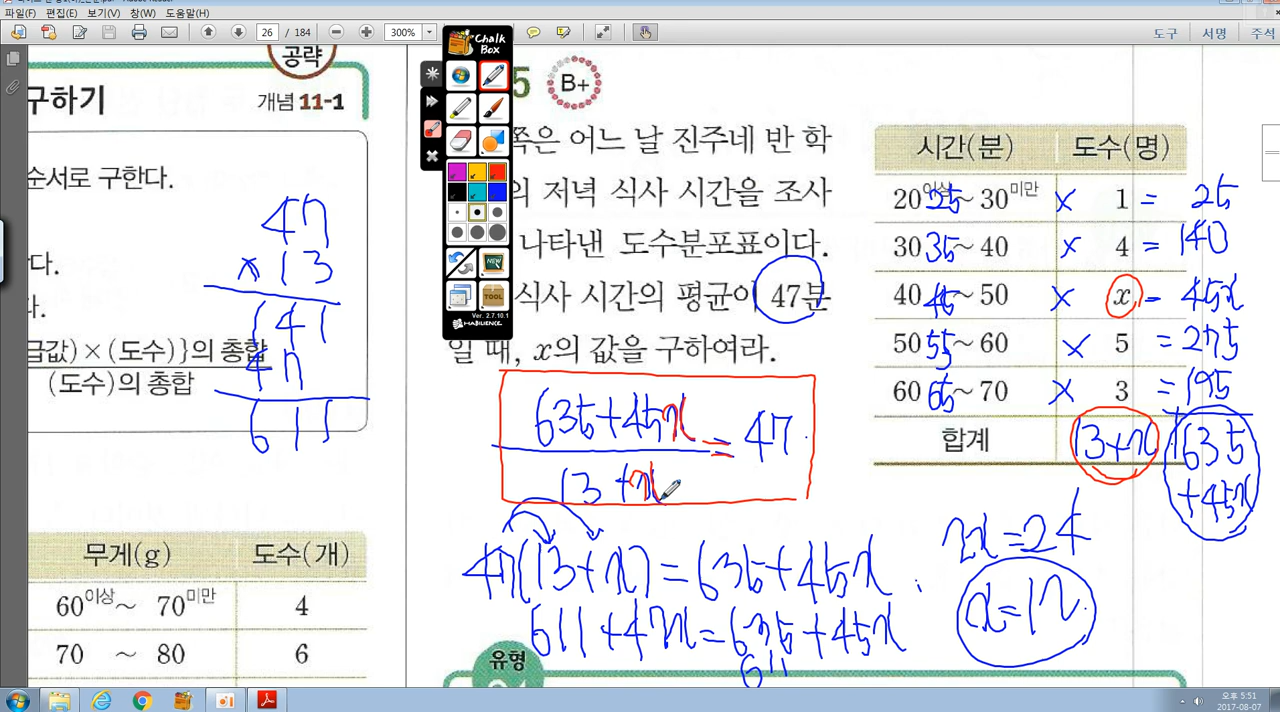 파일(F) 편집(E) 보기(V) 창(W) 도움말(H)
26 / 184 300% 도구 서명 주석
Chalk Box
NEW
TOOL
Ver. 2.7.10.1
공략
구하기 개념 11-1
순서로 구한다.
다.
다.
급값)×(도수)}의 총합
(도수)의 총합
47
×13
141
47
611
무게(g) 도수(개)
60이상~ 70미만 4
70 ~ 80 6
5 B+
쪽은 어느 날 진주네 반 학
의 저녁 식사 시간을 조사
나타낸 도수분포표이다.
식사 시간의 평균이 47분
일 때, x의 값을 구하여라.
시간(분) 도수(명)
20이상 25 ~ 30미만 × 1 = 25
30 35 ~ 40 × 4 = 140
40 45 ~ 50 × x = 45x
50 55 ~ 60 × 5 = 275
60 65 ~ 70 × 3 = 195
합계 13+x 635
+45x
635+45x
= 47
13+x
47(13+x)=635+45x
611+47x=635+45x
611
2x=24
x=12
유형
오후 5:51
2017-08-07